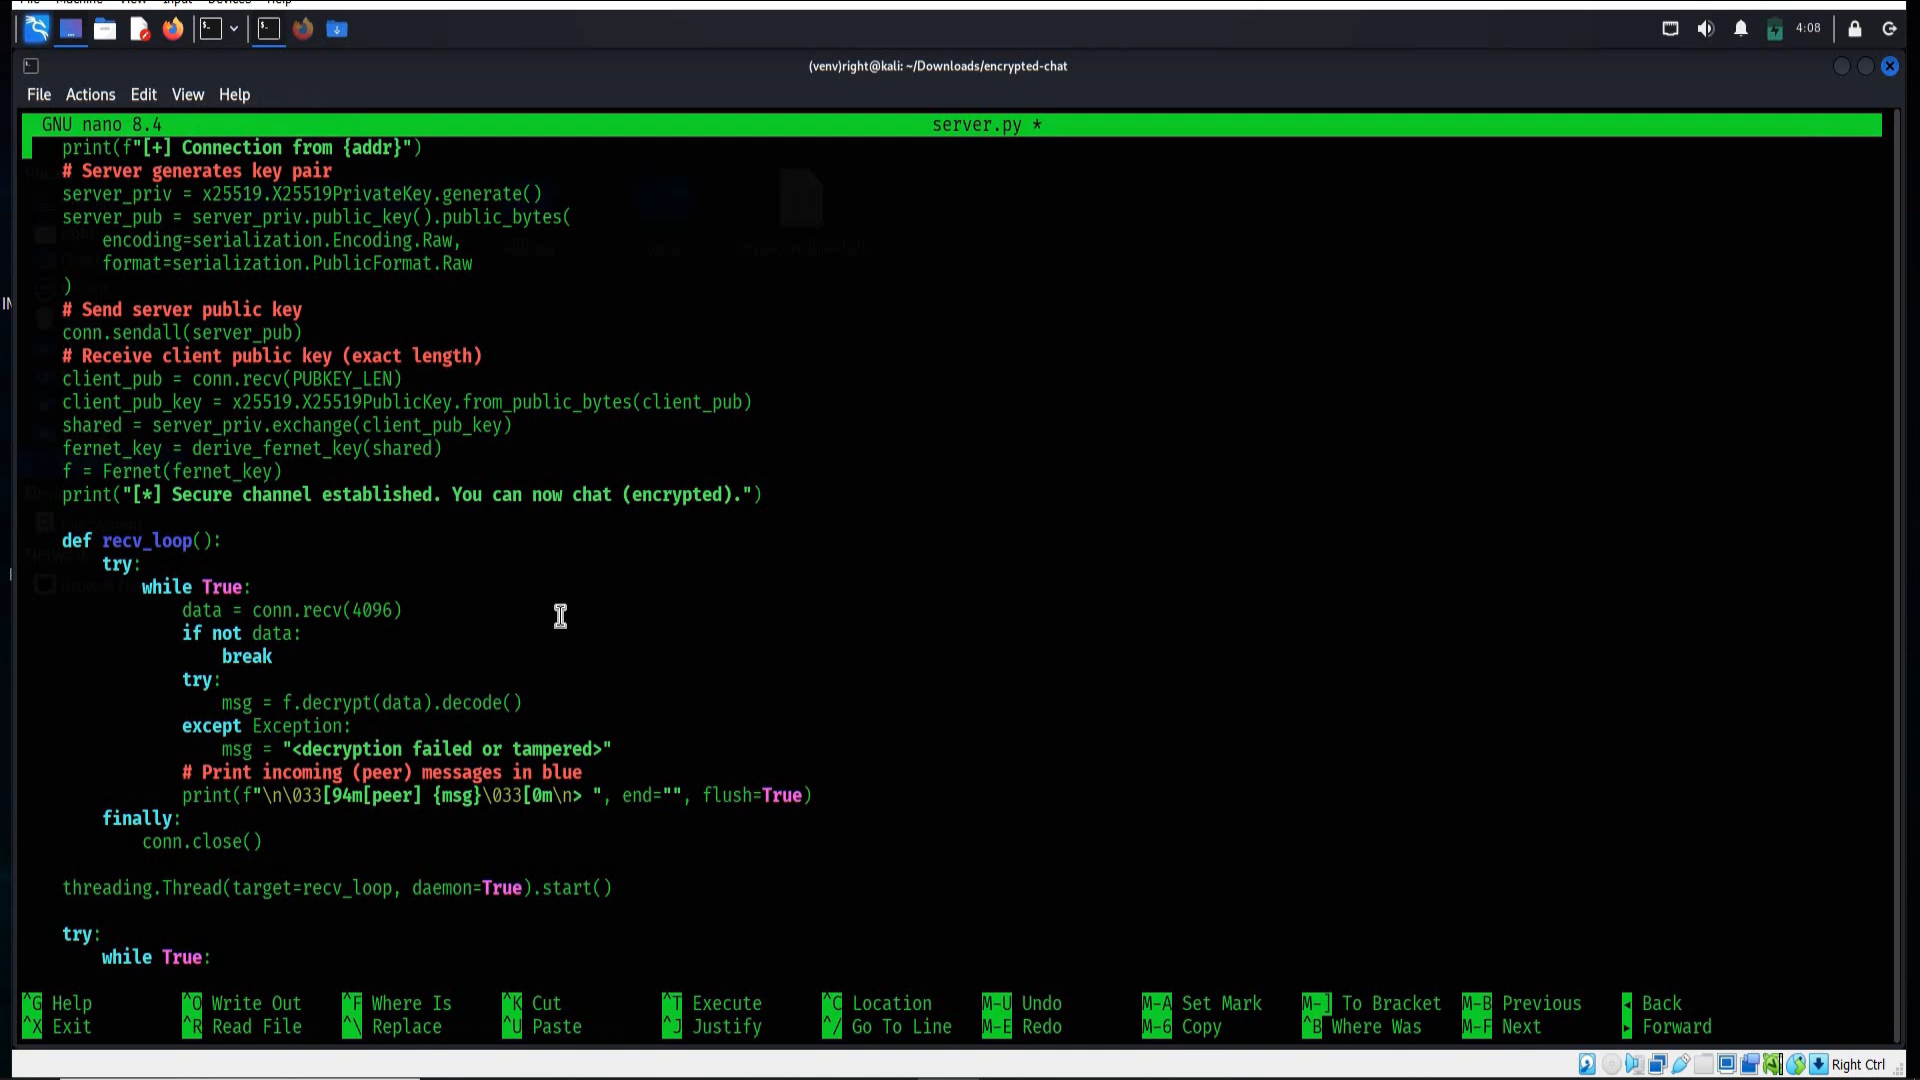 File Machine View Input Devices Help
4:08
(venv)right@kali: ~/Downloads/encrypted-chat
File Actions Edit View Help
GNU nano 8.4 server.py *
print(f"[+] Connection from {addr}")
# Server generates key pair
server_priv = x25519.X25519PrivateKey.generate()
server_pub = server_priv.public_key().public_bytes(
encoding=serialization.Encoding.Raw,
format=serialization.PublicFormat.Raw
)
# Send server public key
conn.sendall(server_pub)
# Receive client public key (exact length)
client_pub = conn.recv(PUBKEY_LEN)
client_pub_key = x25519.X25519PublicKey.from_public_bytes(client_pub)
shared = server_priv.exchange(client_pub_key)
fernet_key = derive_fernet_key(shared)
f = Fernet(fernet_key)
print("[*] Secure channel established. You can now chat (encrypted).")
def recv_loop():
try:
while True:
data = conn.recv(4096)
if not data:
break
try:
msg = f.decrypt(data).decode()
except Exception:
msg = "<decryption failed or tampered>"
# Print incoming (peer) messages in blue
print(f"\n\033[94m[peer] {msg}\033[0m\n> ", end="", flush=True)
finally:
conn.close()
threading.Thread(target=recv_loop, daemon=True).start()
try:
while True:
^G Help ^O Write Out ^F Where Is ^K Cut ^T Execute ^C Location M-U Undo M-A Set Mark M-] To Bracket M-B Previous ◂ Back
^X Exit ^R Read File ^\ Replace ^U Paste ^J Justify ^/ Go To Line M-E Redo M-6 Copy ^B Where Was M-F Next ▸ Forward
Right Ctrl